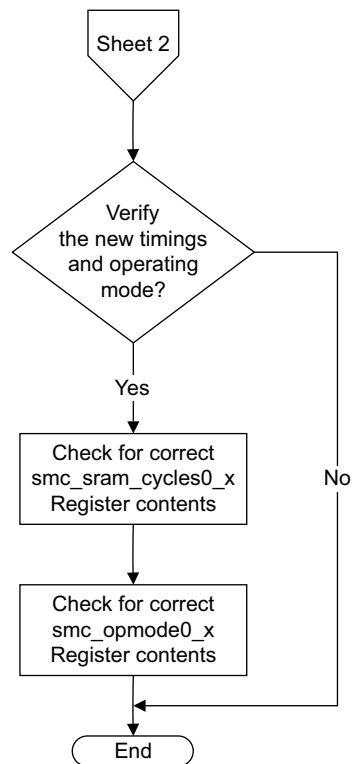 Sheet 2
Verify
the new timings
and operating
mode?
Yes
No
Check for correct
smc_sram_cycles0_x
Register contents
Check for correct
smc_opmode0_x
Register contents
End